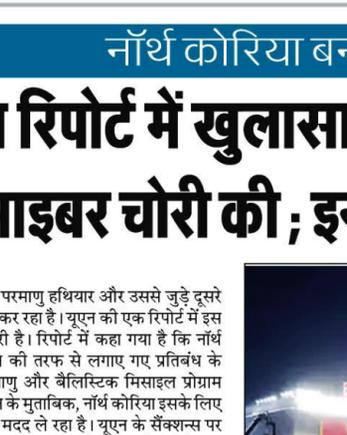 नॉर्थ कोरिया बन
रिपोर्ट में खुलासा
साइबर चोरी की ; इ
परमाणु हथियार और उससे जुड़े दूसरे
कर रहा है। यूएन की एक रिपोर्ट में इस
री है। रिपोर्ट में कहा गया है कि नॉर्थ
की तरफ से लगाए गए प्रतिबंध के
णु और बैलिस्टिक मिसाइल प्रोग्राम
के मुताबिक, नॉर्थ कोरिया इसके लिए
मदद ले रहा है। यूएन के सैंक्शन्स पर